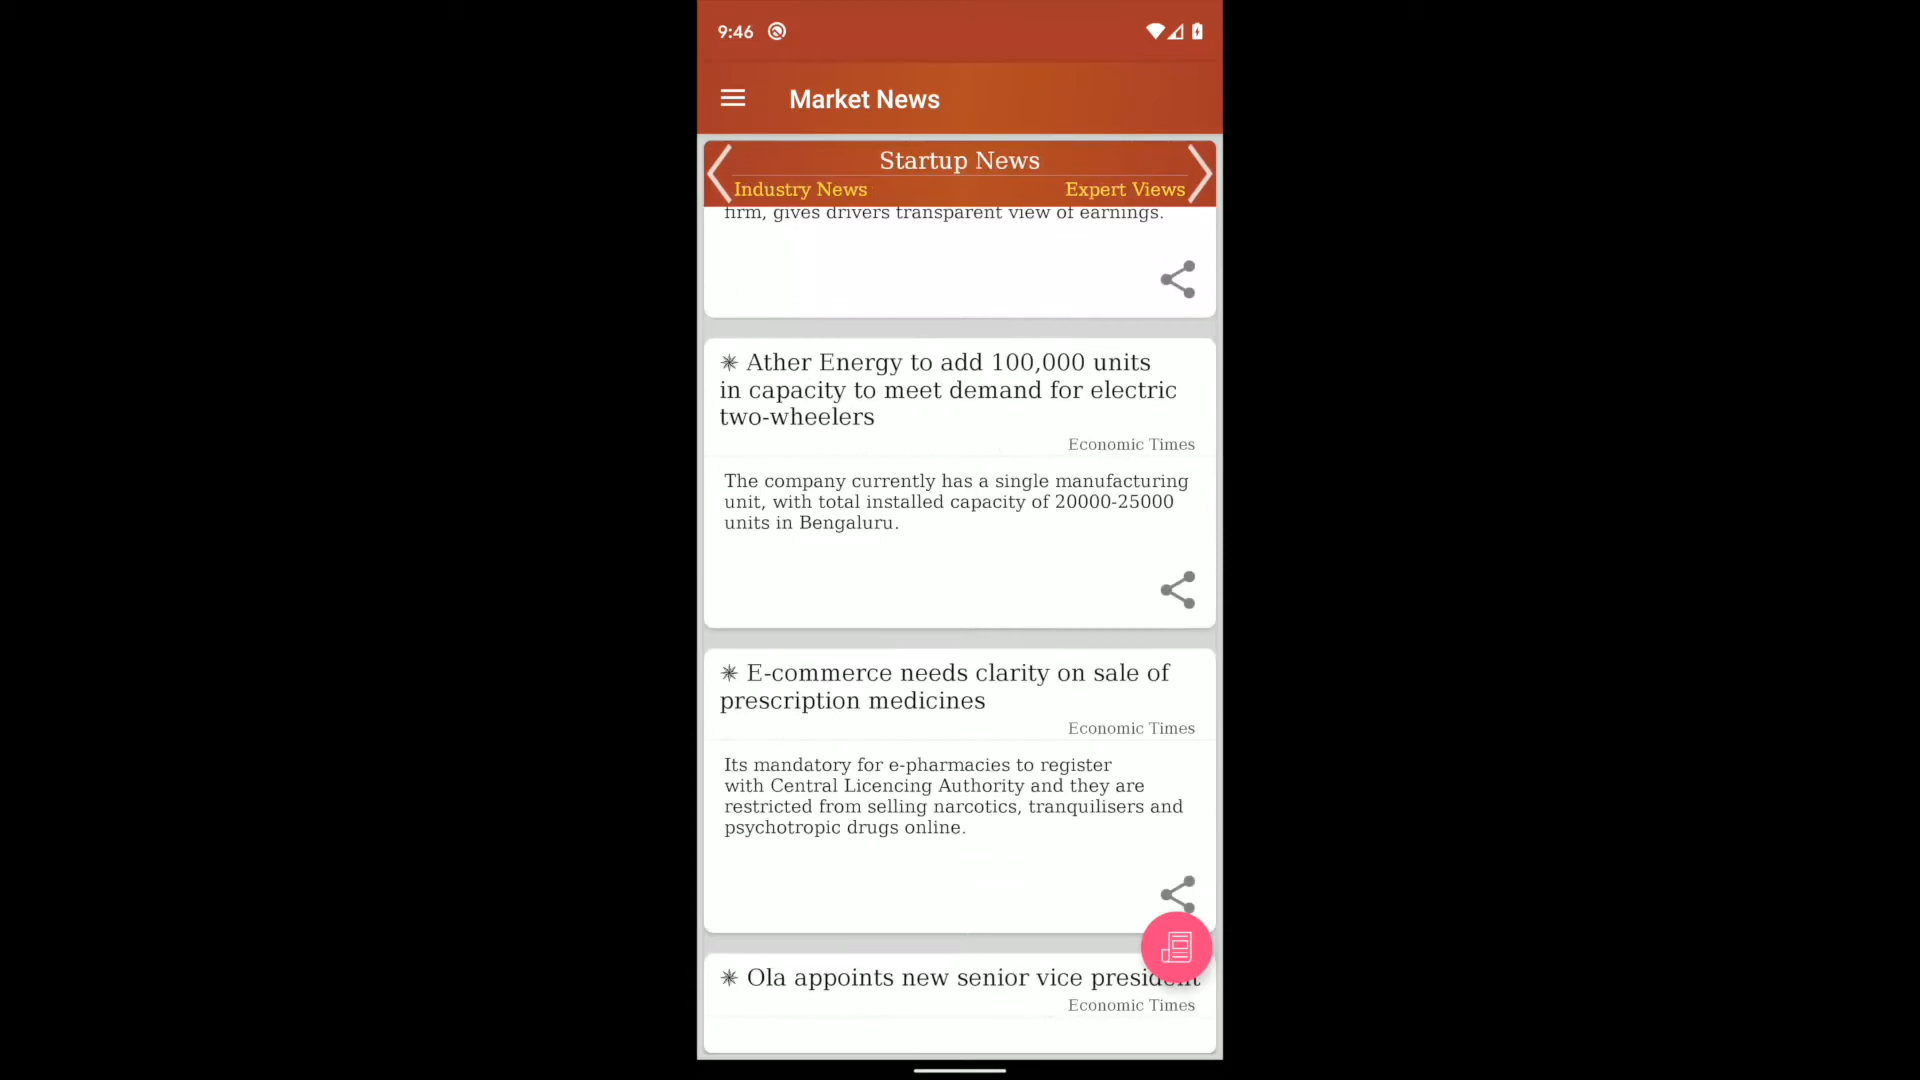 9:46
Market News
Startup News
Industry News
Expert Views
firm, gives drivers transparent view of earnings.
✴ Ather Energy to add 100,000 units
in capacity to meet demand for electric
two-wheelers
Economic Times
The company currently has a single manufacturing
unit, with total installed capacity of 20000-25000
units in Bengaluru.
✴ E-commerce needs clarity on sale of
prescription medicines
Economic Times
Its mandatory for e-pharmacies to register
with Central Licencing Authority and they are
restricted from selling narcotics, tranquilisers and
psychotropic drugs online.
✴ Ola appoints new senior vice president
Economic Times